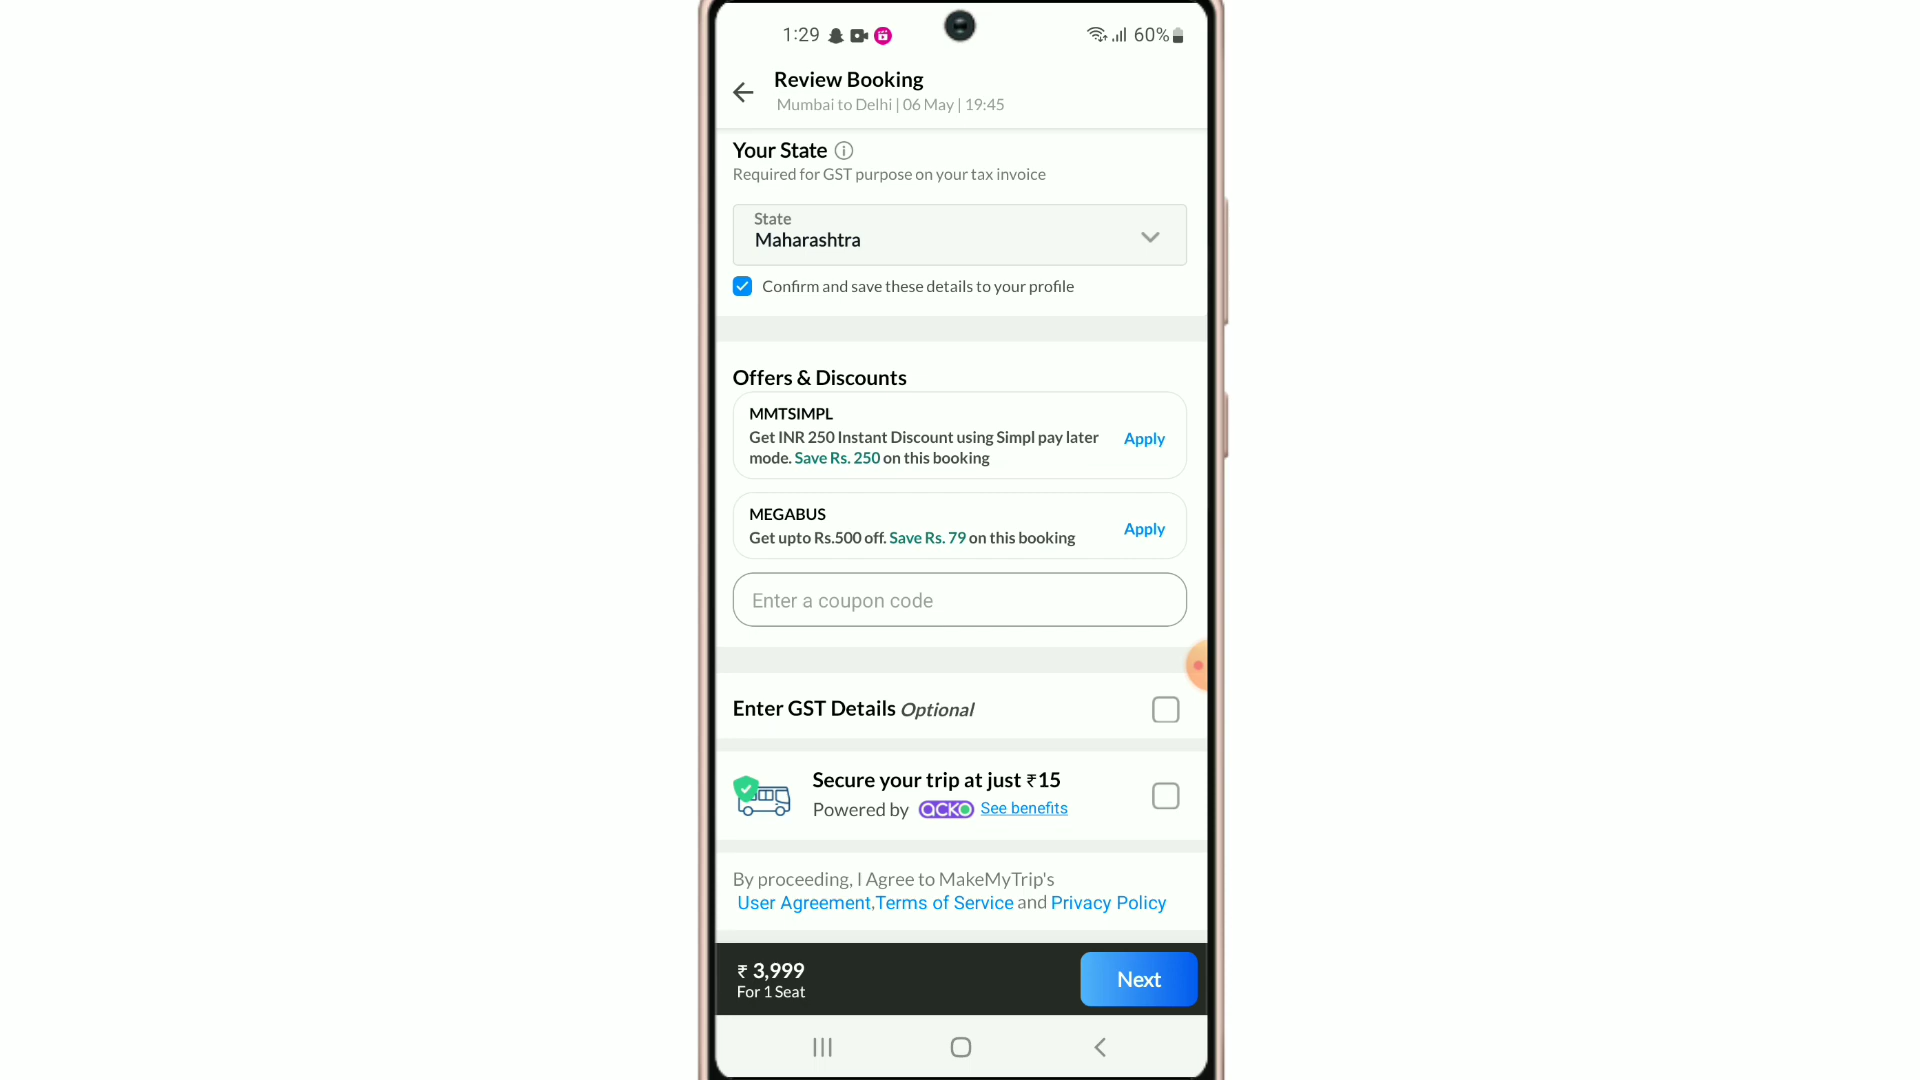 1:29 60%
Review Booking
Mumbai to Delhi | 06 May | 19:45
Your State
Required for GST purpose on your tax invoice
State
Maharashtra
Confirm and save these details to your profile
Offers & Discounts
MMTSIMPL
Get INR 250 Instant Discount using Simpl pay later
mode. Save Rs. 250 on this booking
Apply
MEGABUS
Get upto Rs.500 off. Save Rs. 79 on this booking
Apply
Enter a coupon code
Enter GST Details Optional
Secure your trip at just ₹15
Powered by acko See benefits
By proceeding, I Agree to MakeMyTrip's
User Agreement,Terms of Service and Privacy Policy
₹ 3,999
For 1 Seat
Next